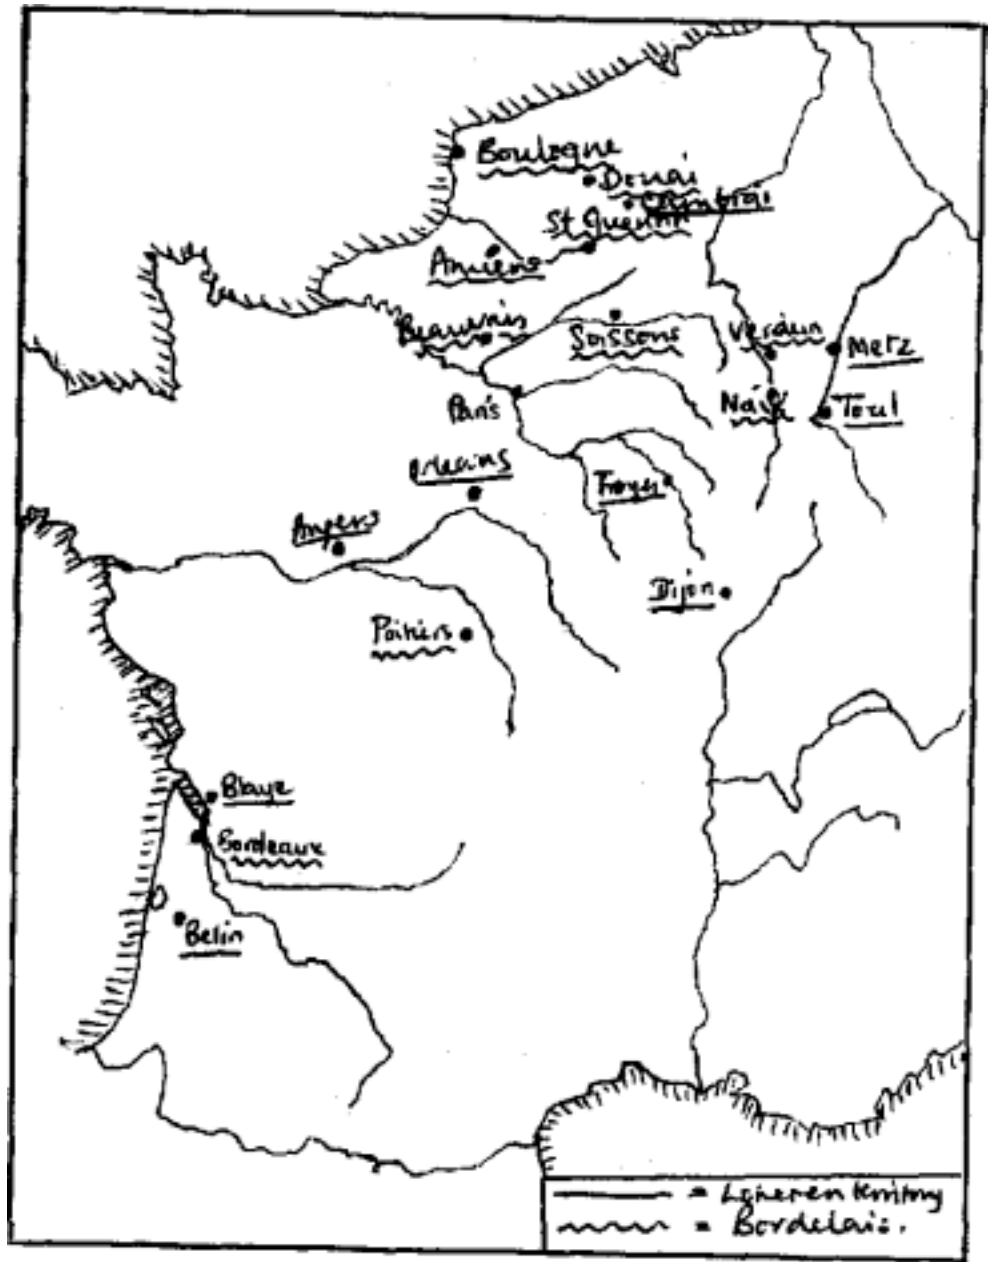 Boulogne
Douai
Cambrai
St Quentin
Amiens
Beauvais
Soissons
Verdun
Metz
Paris
Toul
Orleans
Troyes
Angers
Dijon
Poitiers
Blaye
Bordeaux
Belin
= Loheren territory
= Bordelais.